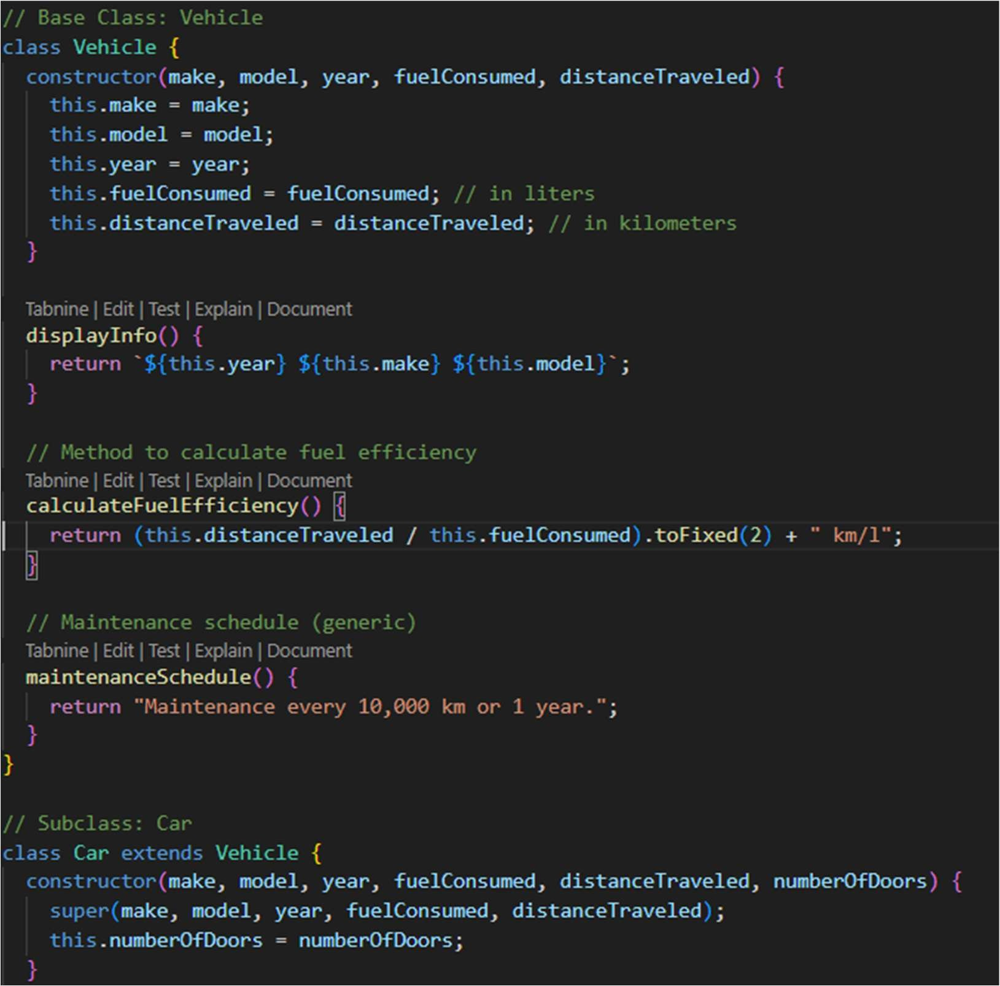 // Base Class: Vehicle
class Vehicle {
  constructor(make, model, year, fuelConsumed, distanceTraveled) {
    this.make = make;
    this.model = model;
    this.year = year;
    this.fuelConsumed = fuelConsumed; // in liters
    this.distanceTraveled = distanceTraveled; // in kilometers
  }
  Tabnine | Edit | Test | Explain | Document
  displayInfo() {
    return `${this.year} ${this.make} ${this.model}`;
  }
  // Method to calculate fuel efficiency
  Tabnine | Edit | Test | Explain | Document
  calculateFuelEfficiency() {
    return (this.distanceTraveled / this.fuelConsumed).toFixed(2) + " km/l";
  }
  // Maintenance schedule (generic)
  Tabnine | Edit | Test | Explain | Document
  maintenanceSchedule() {
    return "Maintenance every 10,000 km or 1 year.";
  }
}
// Subclass: Car
class Car extends Vehicle {
  constructor(make, model, year, fuelConsumed, distanceTraveled, numberOfDoors) {
    super(make, model, year, fuelConsumed, distanceTraveled);
    this.numberOfDoors = numberOfDoors;
  }